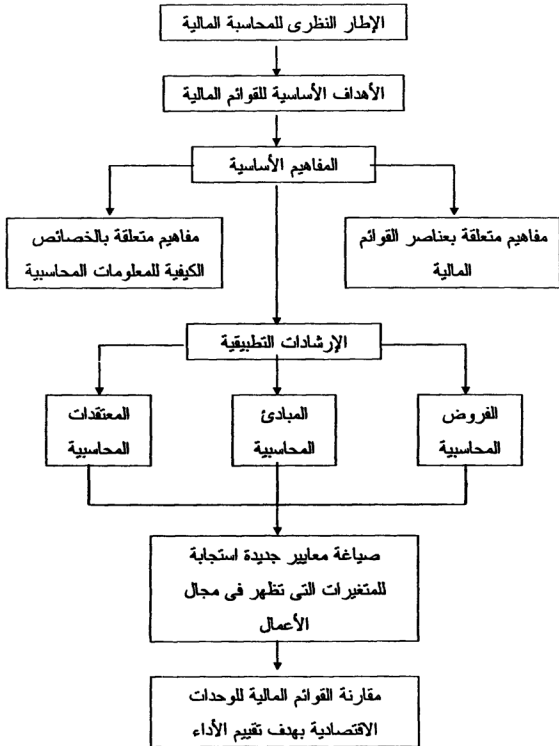 الإطار النظرى للمحاسبة المالية
الأهداف الأساسية للقوائم المالية
المفاهيم الأساسية
مفاهيم متعلقة بعناصر القوائم
المالية
مفاهيم متعلقة بالخصائص
الكيفية للمعلومات المحاسبية
الإرشادات التطبيقية
الفروض
المحاسبية
المبادئ
المحاسبية
المعتقدات
المحاسبية
صياغة معايير جديدة استجابة
للمتغيرات التى تظهر فى مجال
الأعمال
مقارنة القوائم المالية للوحدات
الاقتصادية بهدف تقييم الأداء